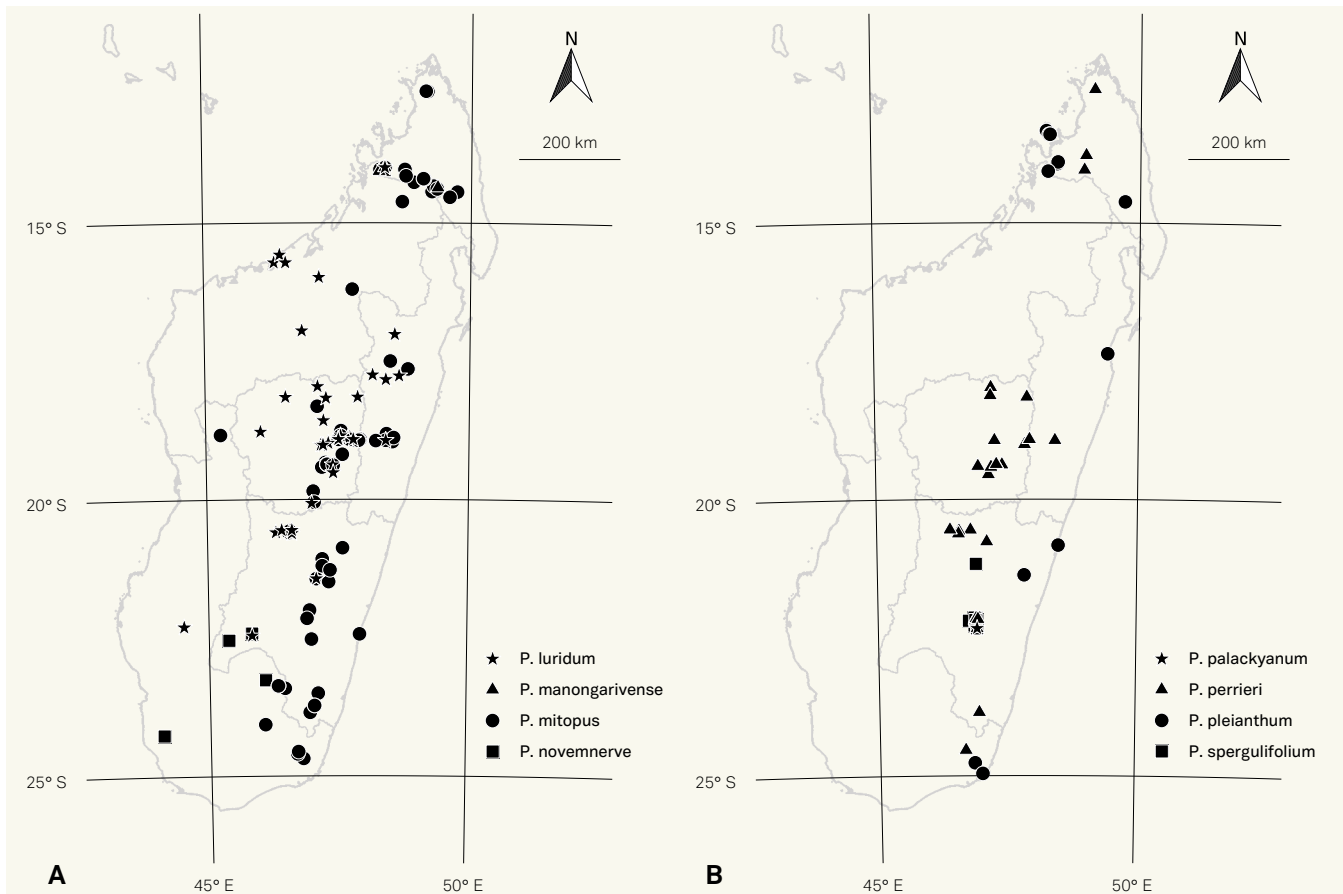 N
200 km
15° S
20° S
25° S
45° E
50° E
P. luridum
P. manongarivense
P. mitopus
P. novemnerve
A
N
200 km
15° S
20° S
25° S
45° E
50° E
P. palackyanum
P. perrieri
P. pleianthum
P. spergulifolium
B